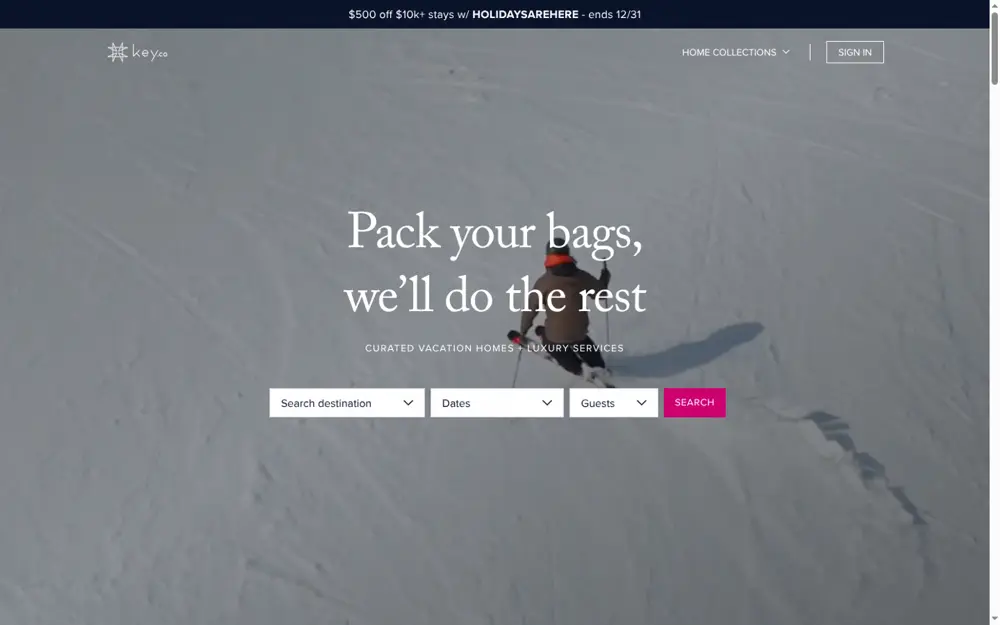 $500 off $10k+ stays w/ HOLIDAYSAREHERE - ends 12/31
key.co
HOME COLLECTIONS
SIGN IN
Pack your bags,
we'll do the rest
CURATED VACATION HOMES + LUXURY SERVICES
Search destination
Dates
Guests
SEARCH